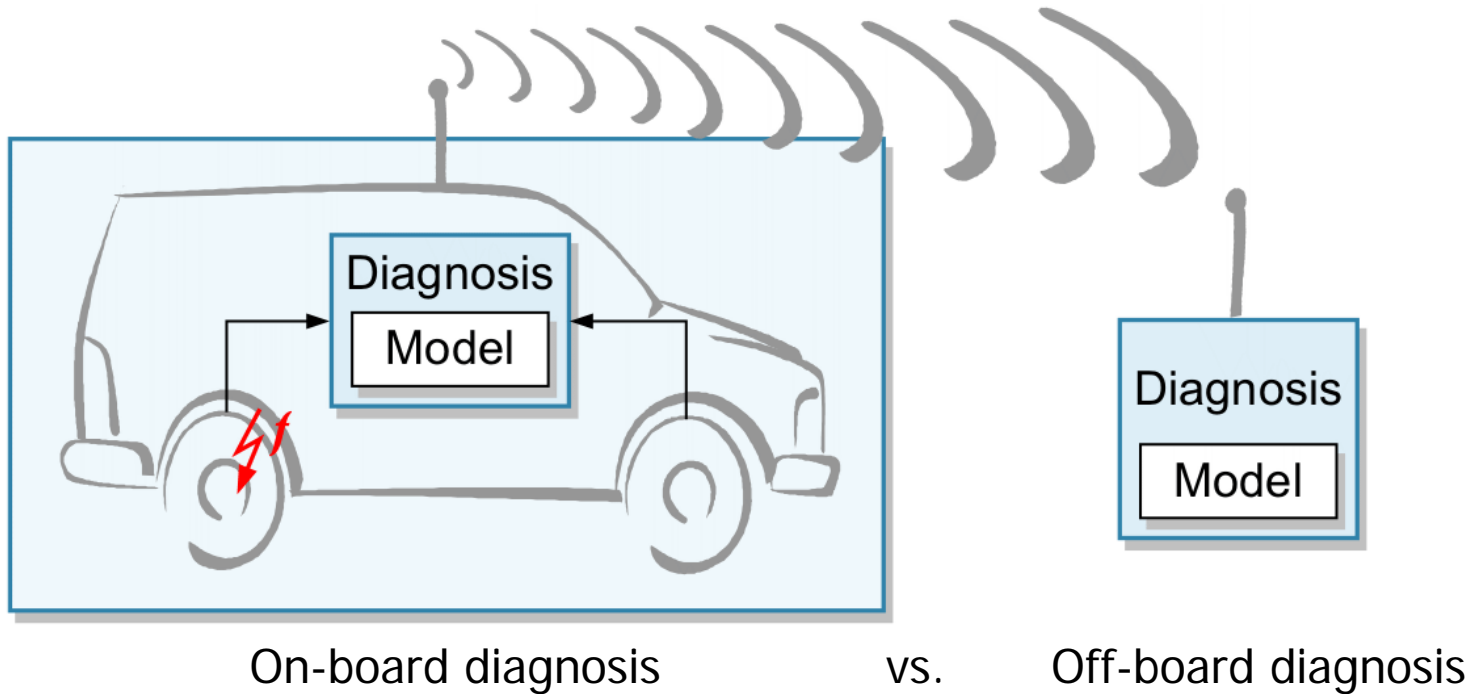 Diagnosis
Model
f
Diagnosis
Model
On-board diagnosis vs. Off-board diagnosis